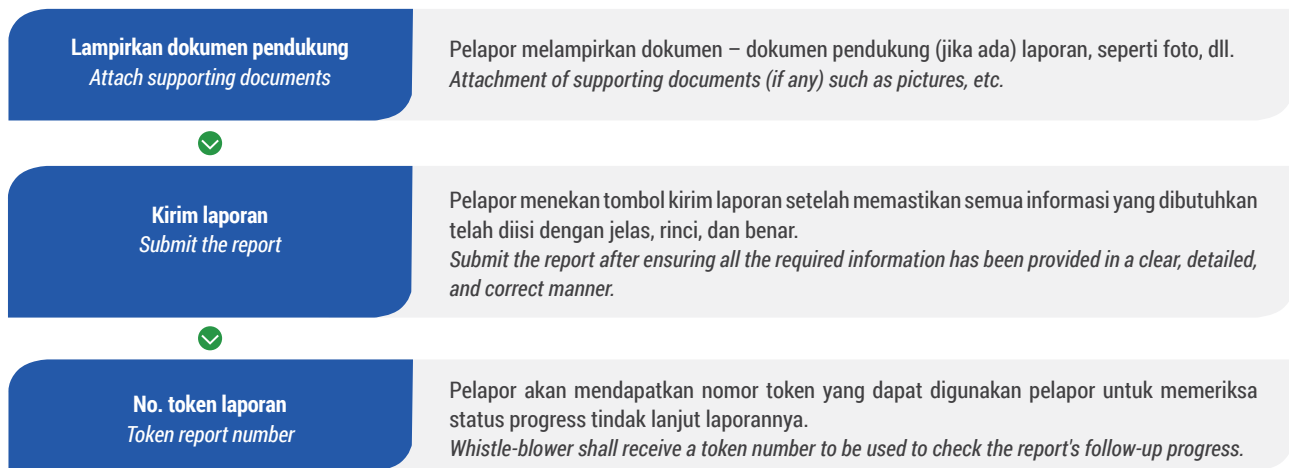 Lampirkan dokumen pendukung
Attach supporting documents
Pelapor melampirkan dokumen – dokumen pendukung (jika ada) laporan, seperti foto, dll.
Attachment of supporting documents (if any) such as pictures, etc.
Kirim laporan
Submit the report
Pelapor menekan tombol kirim laporan setelah memastikan semua informasi yang dibutuhkan
telah diisi dengan jelas, rinci, dan benar.
Submit the report after ensuring all the required information has been provided in a clear, detailed,
and correct manner.
No. token laporan
Token report number
Pelapor akan mendapatkan nomor token yang dapat digunakan pelapor untuk memeriksa
status progress tindak lanjut laporannya.
Whistle-blower shall receive a token number to be used to check the report's follow-up progress.